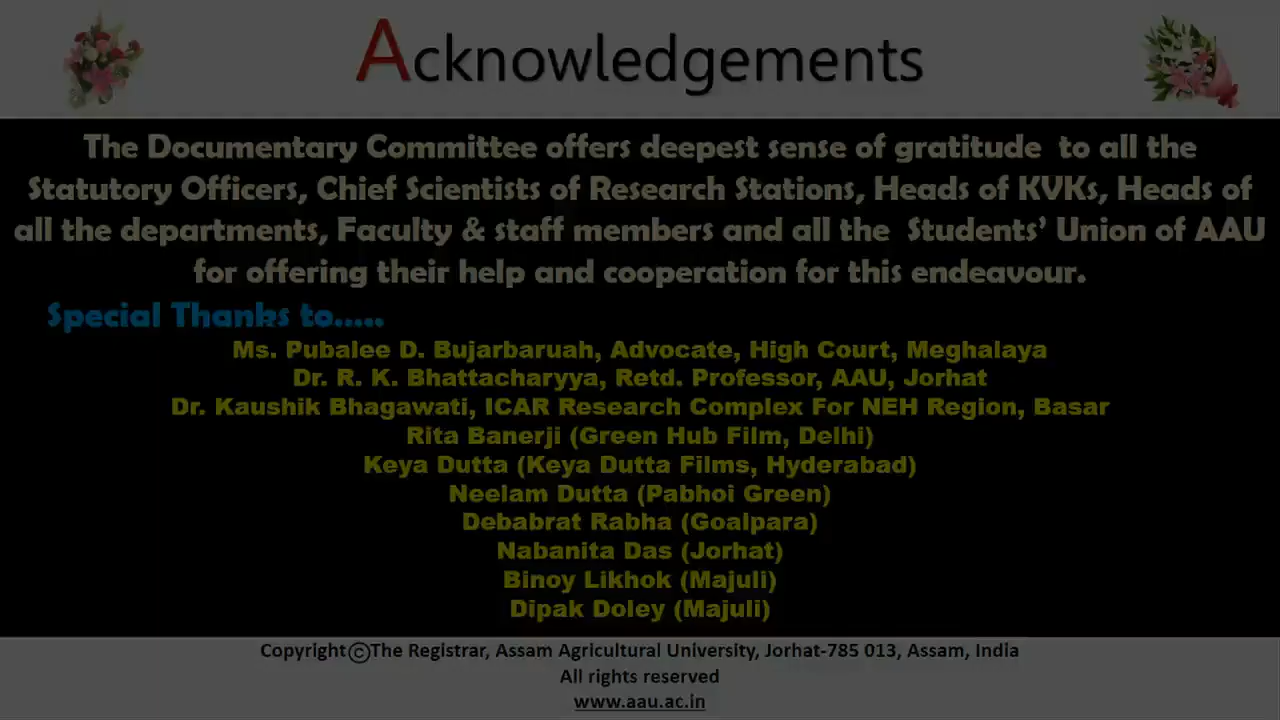 Acknowledgements
The Documentary Committee offers deepest sense of gratitude to all the
Statutory Officers, Chief Scientists of Research Stations, Heads of KVKs, Heads of
all the departments, Faculty & staff members and all the Students’ Union of AAU
for offering their help and cooperation for this endeavour.
Special Thanks to.....
Ms. Pubalee D. Bujarbaruah, Advocate, High Court, Meghalaya
Dr. R. K. Bhattacharyya, Retd. Professor, AAU, Jorhat
Dr. Kaushik Bhagawati, ICAR Research Complex For NEH Region, Basar
Rita Banerji (Green Hub Film, Delhi)
Keya Dutta (Keya Dutta Films, Hyderabad)
Neelam Dutta (Pabhoi Green)
Debabrat Rabha (Goalpara)
Nabanita Das (Jorhat)
Binoy Likhok (Majuli)
Dipak Doley (Majuli)
Copyright©The Registrar, Assam Agricultural University, Jorhat-785 013, Assam, India
All rights reserved
www.aau.ac.in